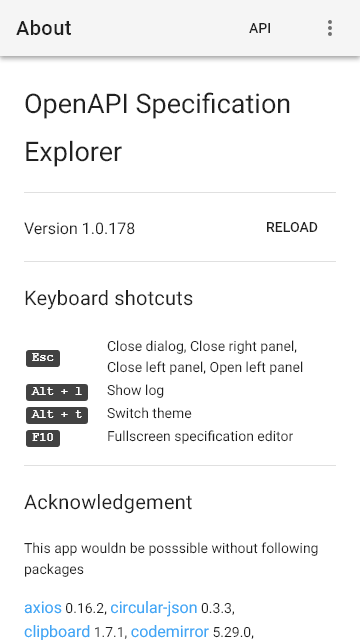 About
API
OpenAPI Specification
Explorer
Version 1.0.178
RELOAD
Keyboard shotcuts
Esc
Close dialog, Close right panel,
Close left panel, Open left panel
Alt + l
Show log
Alt + t
Switch theme
F10
Fullscreen specification editor
Acknowledgement
This app wouldn be posssible without following
packages
axios 0.16.2, circular-json 0.3.3,
clipboard 1.7.1, codemirror 5.29.0,